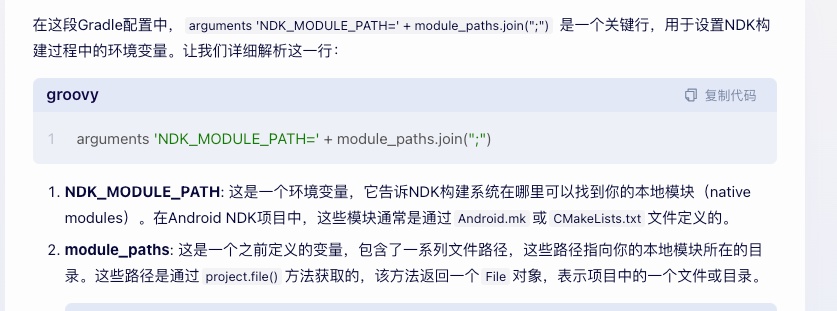 在这段Gradle配置中， arguments 'NDK_MODULE_PATH=' + module_paths.join(";") 是一个关键行，用于设置NDK构
建过程中的环境变量。让我们详细解析这一行：
groovy 复制代码
1 arguments 'NDK_MODULE_PATH=' + module_paths.join(";")
1. NDK_MODULE_PATH: 这是一个环境变量，它告诉NDK构建系统在哪里可以找到你的本地模块（native
modules）。在Android NDK项目中，这些模块通常是通过 Android.mk 或 CMakeLists.txt 文件定义的。
2. module_paths: 这是一个之前定义的变量，包含了一系列文件路径，这些路径指向你的本地模块所在的目
录。这些路径是通过 project.file() 方法获取的，该方法返回一个 File 对象，表示项目中的一个文件或目录。